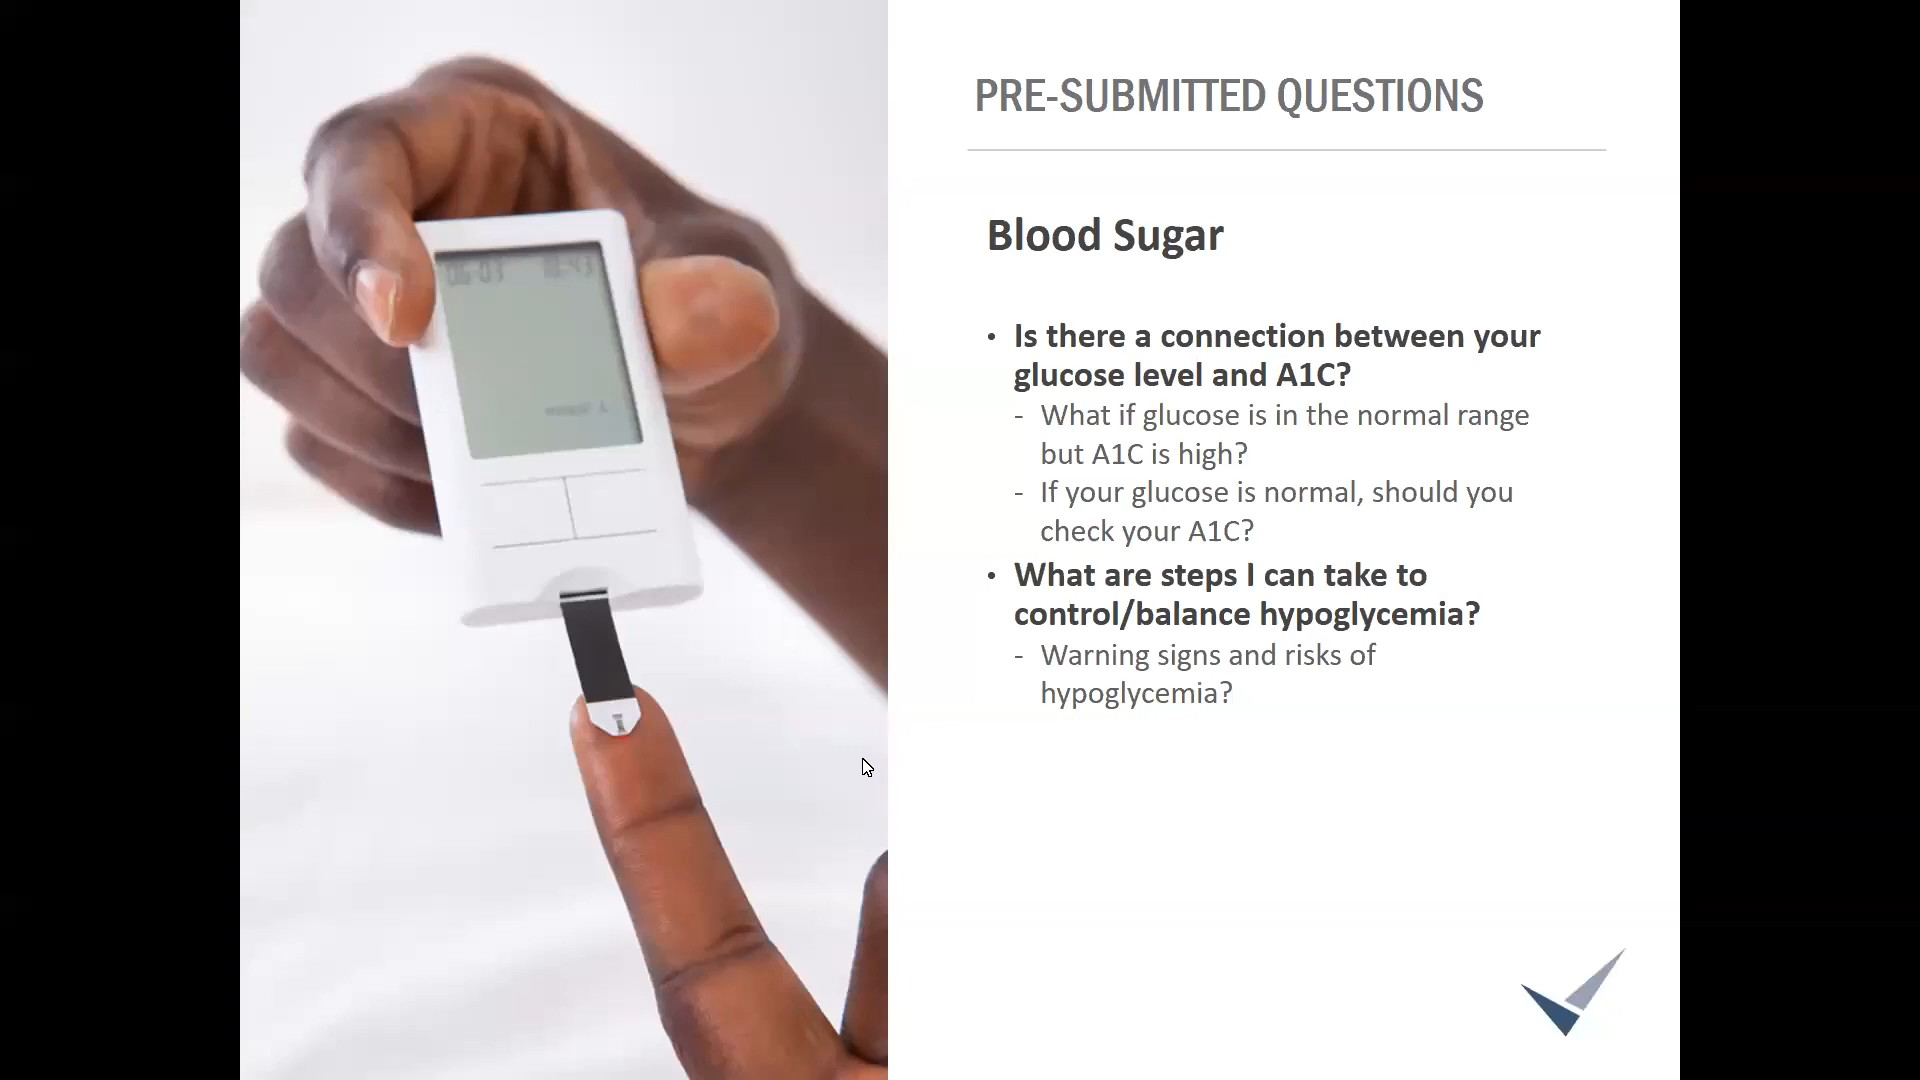 PRE-SUBMITTED QUESTIONS
Blood Sugar
• Is there a connection between your
glucose level and A1C?
- What if glucose is in the normal range
but A1C is high?
- If your glucose is normal, should you
check your A1C?
• What are steps I can take to
control/balance hypoglycemia?
- Warning signs and risks of
hypoglycemia?